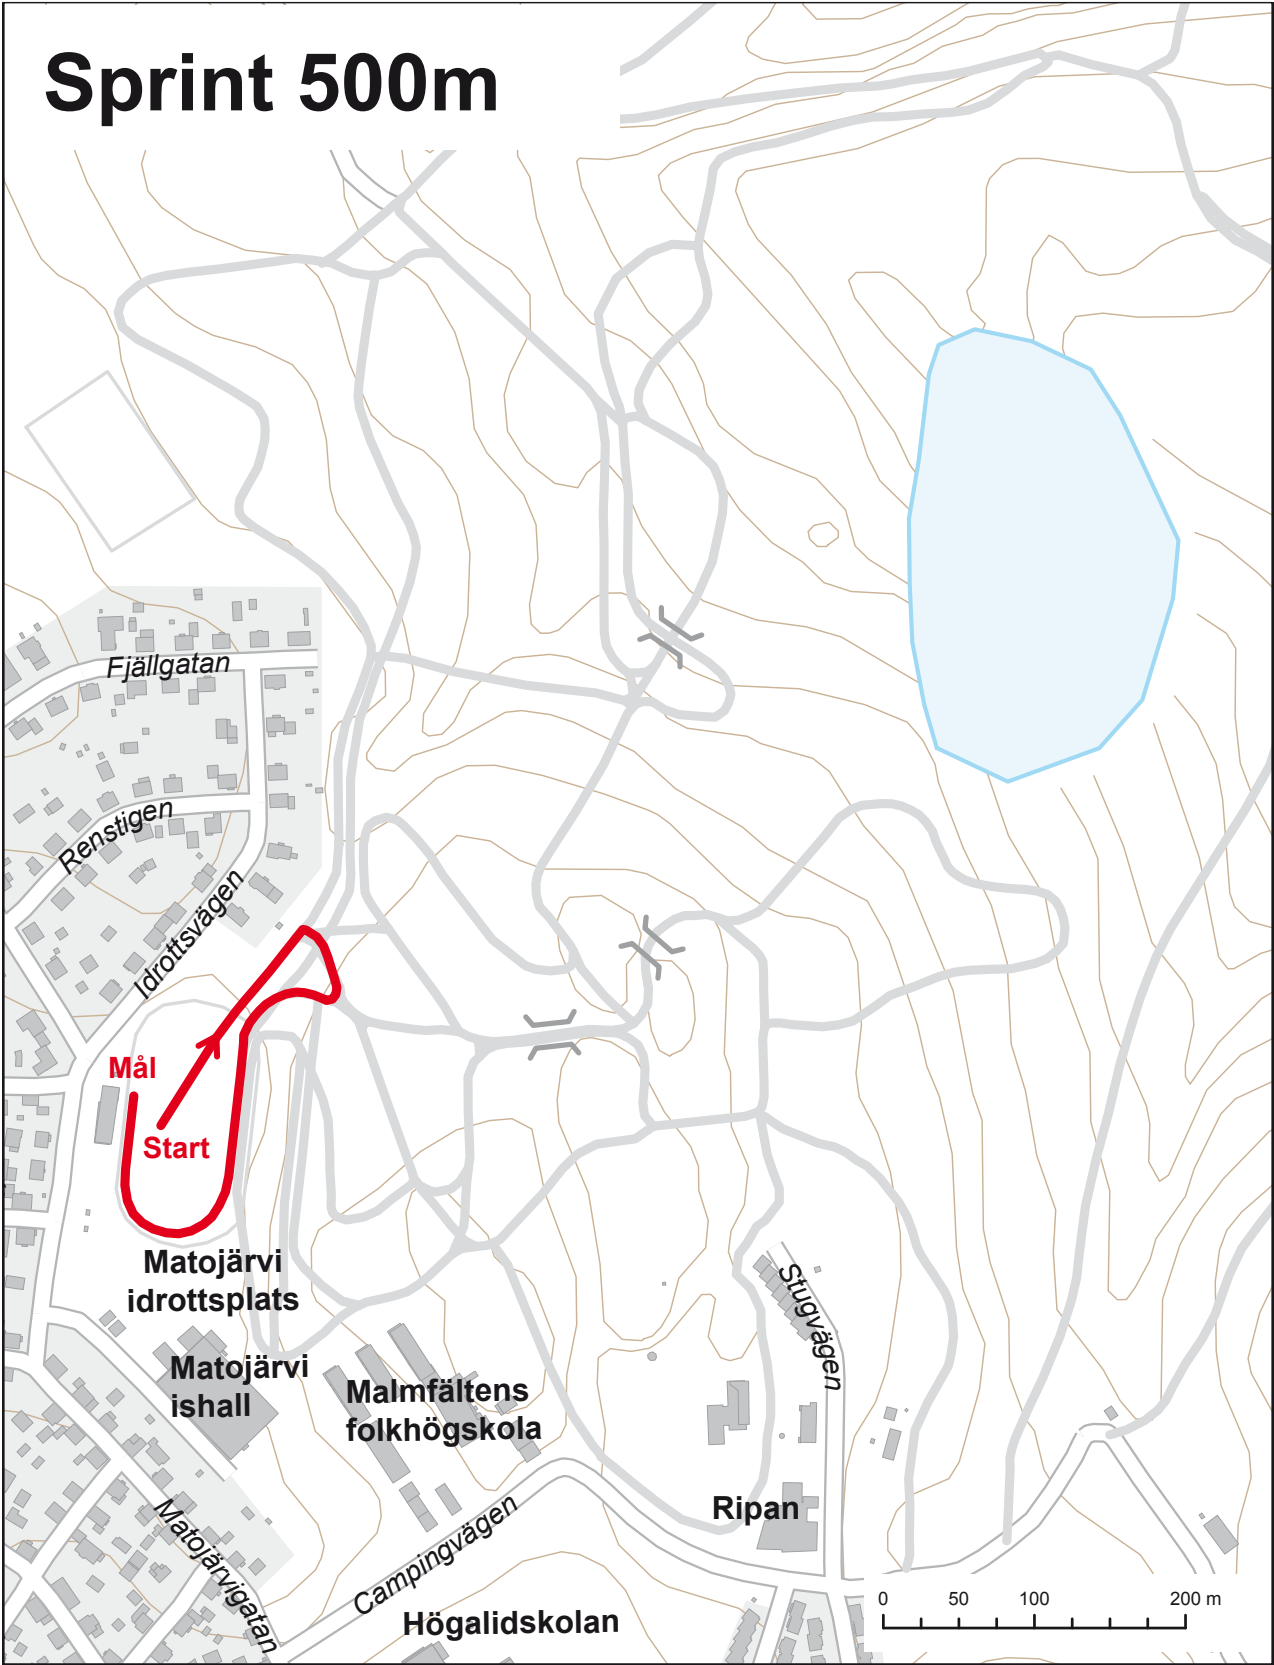 Sprint 500m
Fjällgatan
Renstigen
Idrottsvägen
Mål
Start
Matojärvi
idrottsplats
Matojärvi
ishall
Malmfältens
folkhögskola
Stugvägen
Ripan
Matojärvigatan
Campingvägen
Högalidskolan
0 50 100 200 m